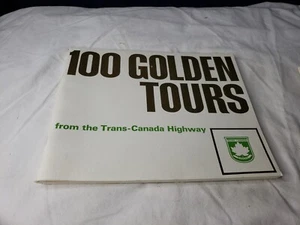 100 GOLDEN
TOURS
from the Trans-Canada Highway